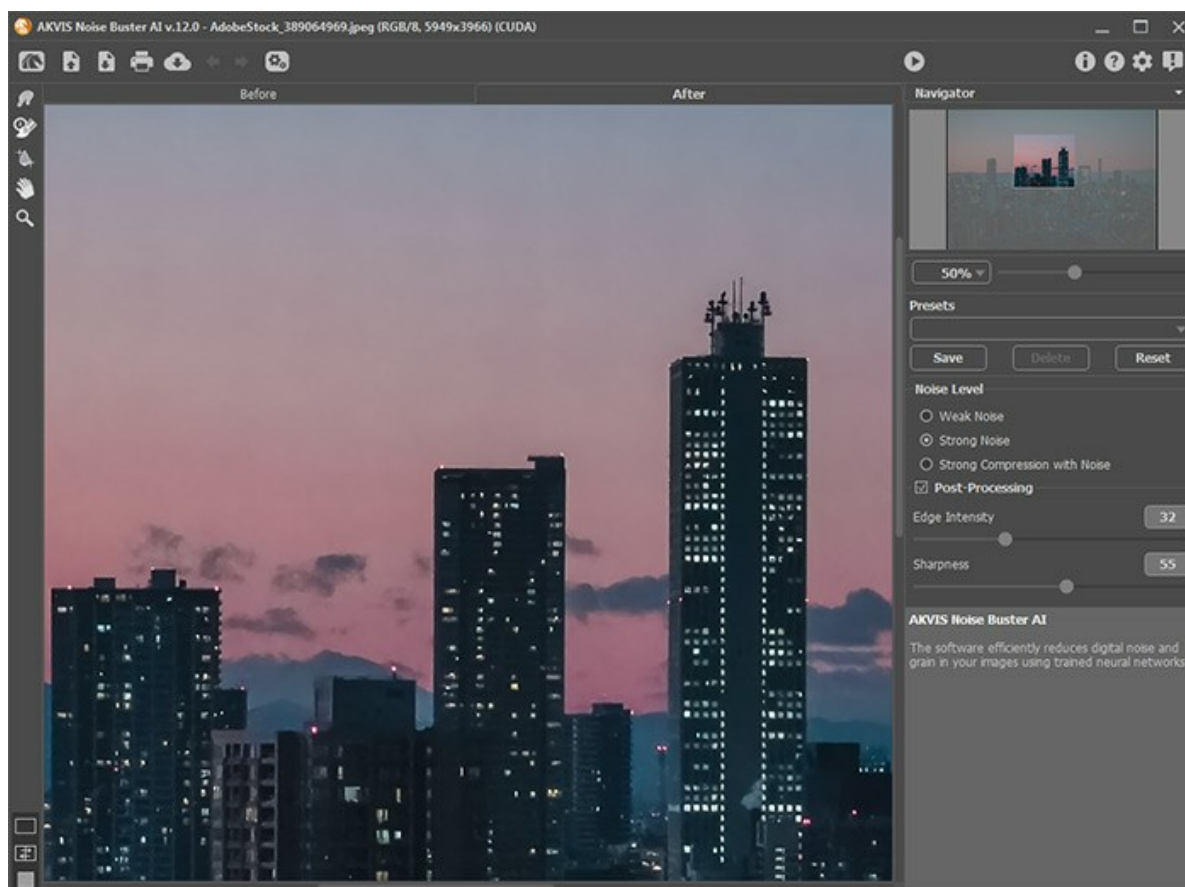 AKVIS Noise Buster AI v.12.0 - AdobeStock_389064969.jpeg (RGB/8, 5949x3966) (CUDA)
Before
After
Navigator
50%
Presets
Save
Delete
Reset
Noise Level
Weak Noise
Strong Noise
Strong Compression with Noise
Post-Processing
Edge Intensity
32
Sharpness
55
AKVIS Noise Buster AI
The software efficiently reduces digital noise and
grain in your images using trained neural networks